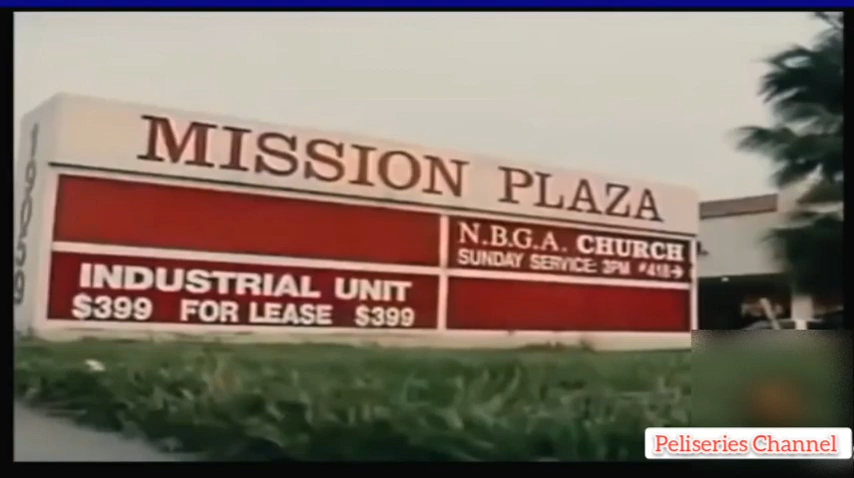 MISSION PLAZA
N.B.G.A. CHURCH
SUNDAY SERVICE: 3PM #418→
INDUSTRIAL UNIT
$399 FOR LEASE $399
Peliseries Channel